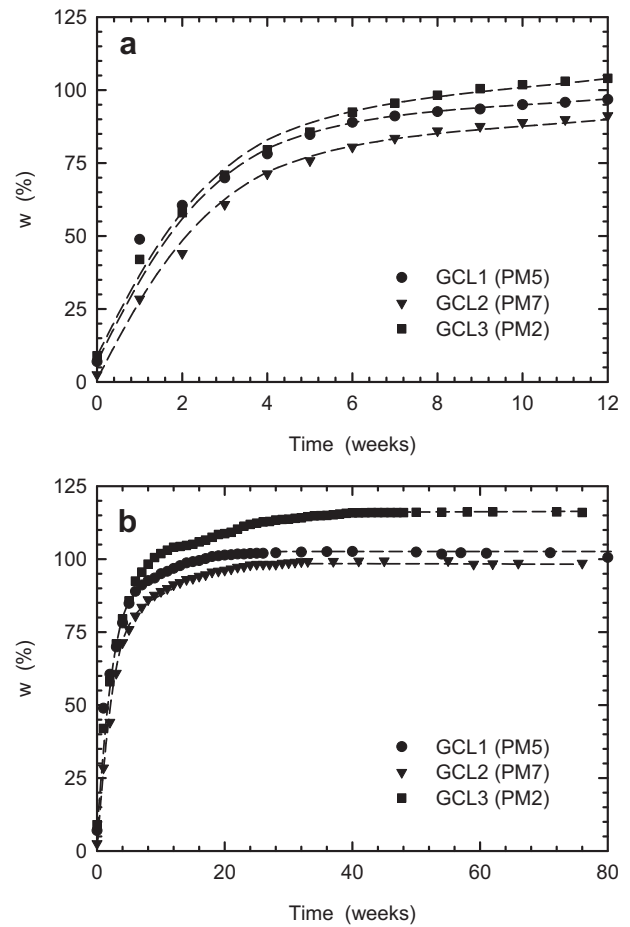 a
125
100
75
50
25
0
w (%)
GCL1 (PM5)
GCL2 (PM7)
GCL3 (PM2)
0 2 4 6 8 10 12
Time (weeks)
b
125
100
75
50
25
0
w (%)
GCL1 (PM5)
GCL2 (PM7)
GCL3 (PM2)
0 20 40 60 80
Time (weeks)